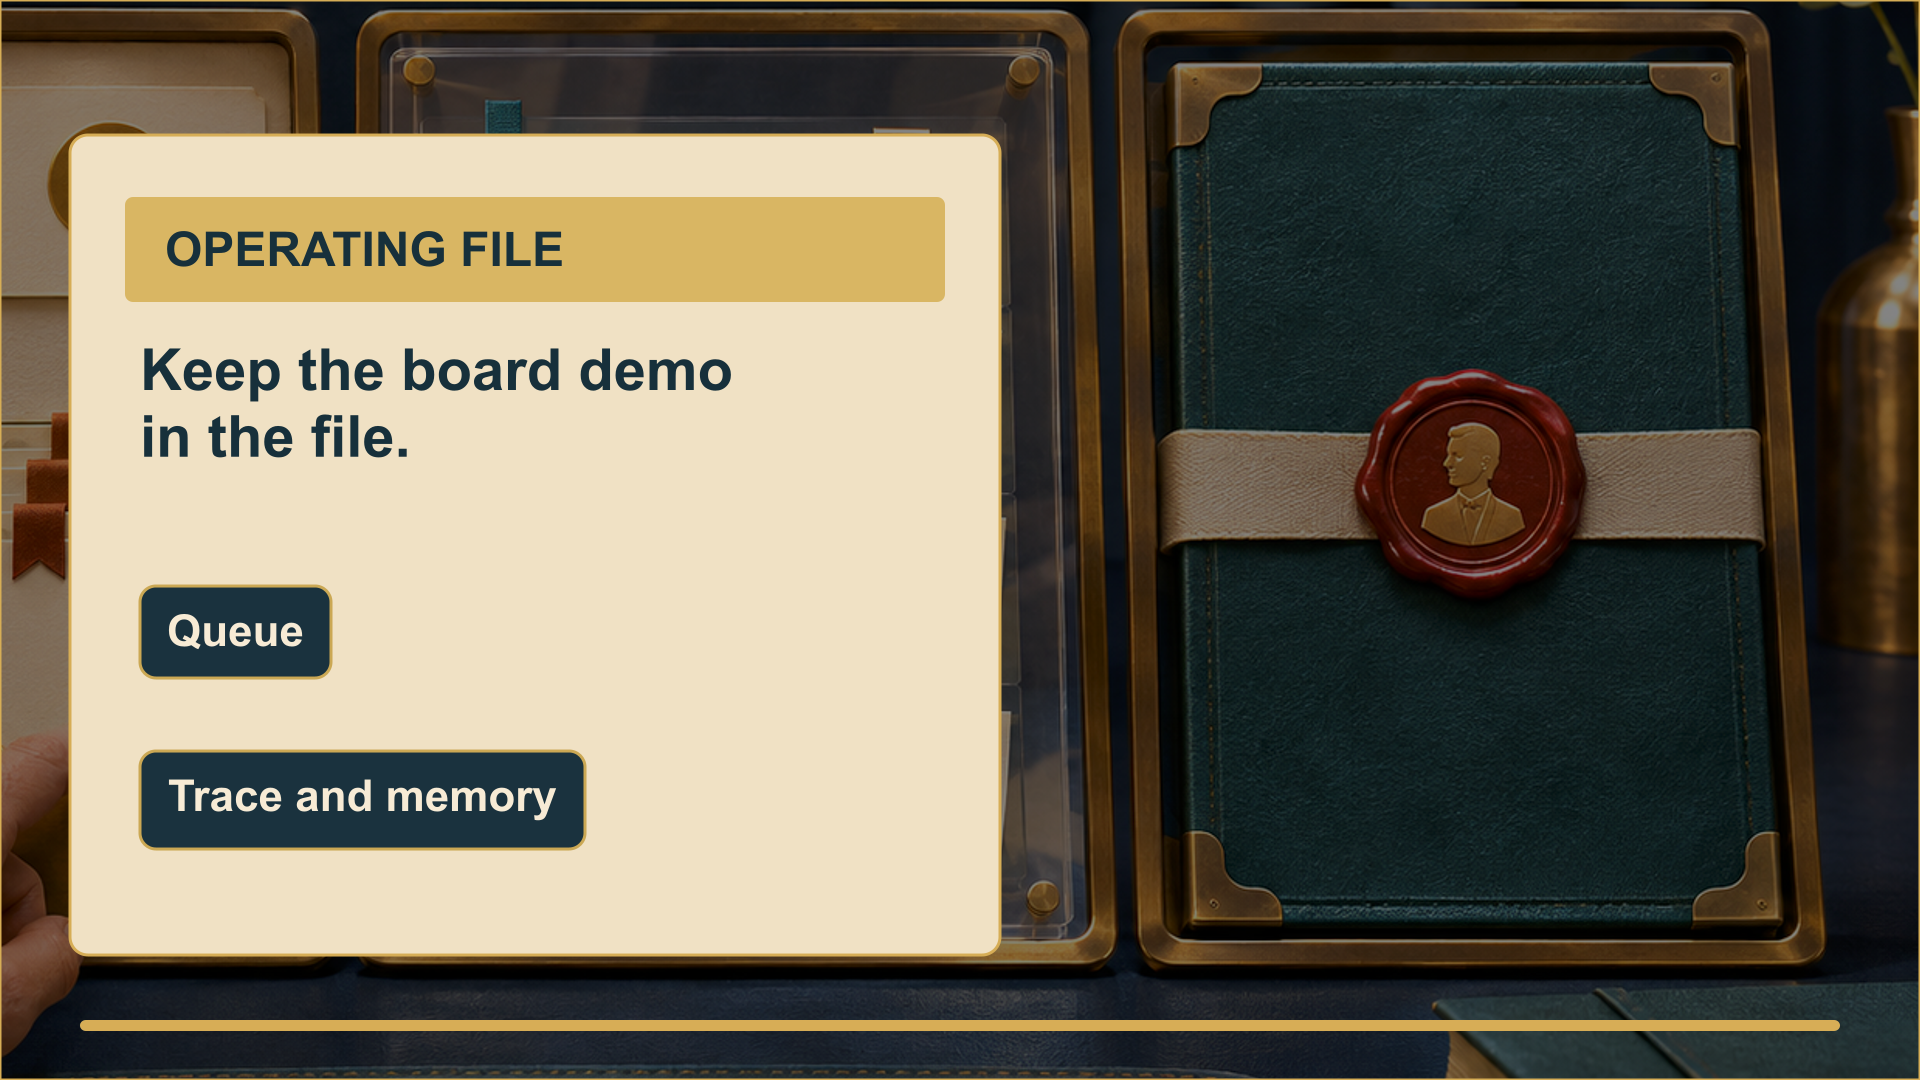 OPERATING FILE
Keep the board demo
in the file.
Queue
Trace and memory